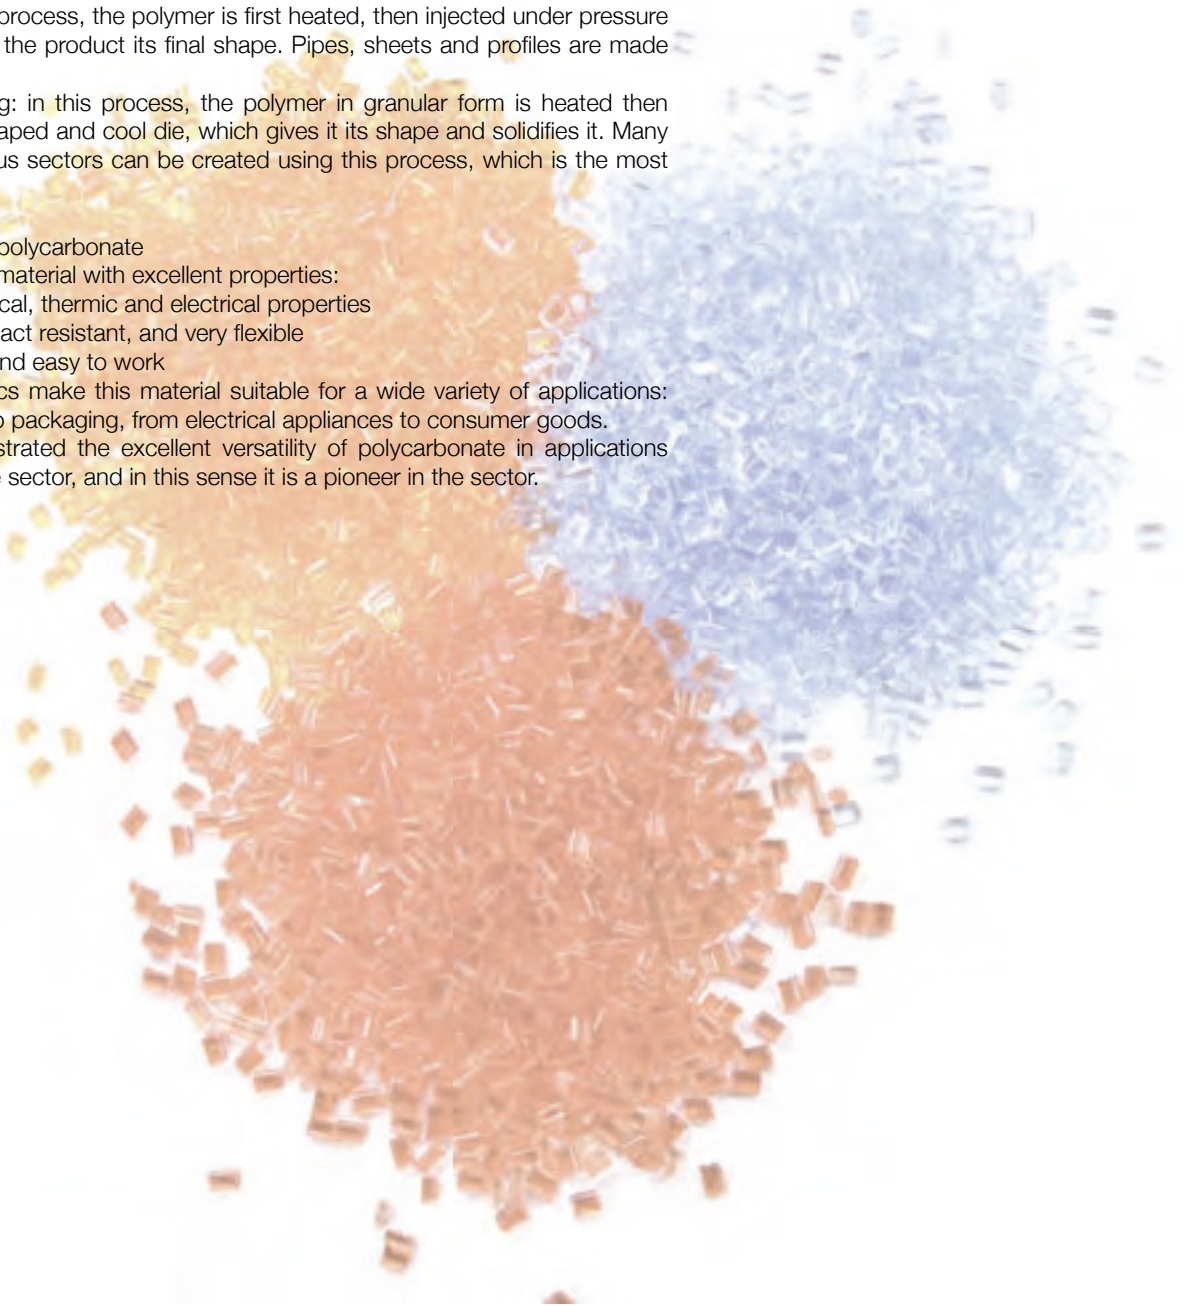 process, the polymer is first heated, then injected under pressure
the product its final shape. Pipes, sheets and profiles are made
g: in this process, the polymer in granular form is heated then
aped and cool die, which gives it its shape and solidifies it. Many
us sectors can be created using this process, which is the most
polycarbonate
material with excellent properties:
cal, thermic and electrical properties
act resistant, and very flexible
nd easy to work
cs make this material suitable for a wide variety of applications:
o packaging, from electrical appliances to consumer goods.
strated the excellent versatility of polycarbonate in applications
e sector, and in this sense it is a pioneer in the sector.